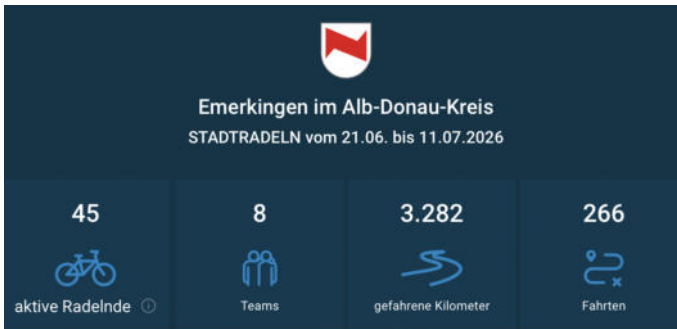 Emerkingen im Alb-Donau-Kreis
STADTRADELN vom 21.06. bis 11.07.2026
45
8
3.282
266
aktive Radelnde
Teams
gefahrene Kilometer
Fahrten